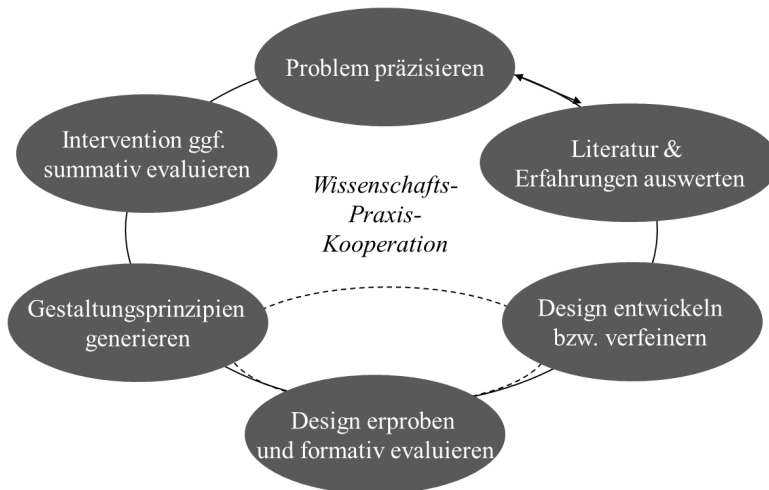 Problem präzisieren
Literatur &
Erfahrungen auswerten
Design entwickeln
bzw. verfeinern
Design erproben
und formativ evaluieren
Gestaltungsprinzipien
generieren
Intervention ggf.
summativ evaluieren
Wissenschafts-
Praxis-
Kooperation